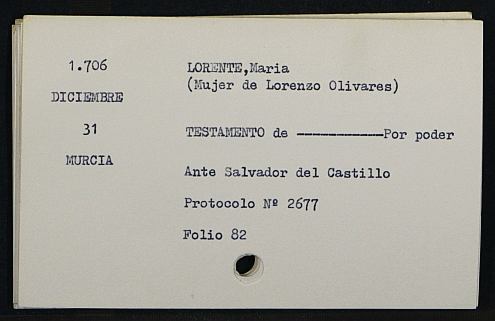 1.706
LORENTE,Maria
(Mujer de Lorenzo Olivares)
DICIEMBRE
31
TESTAMENTO de ----------Por poder
MURCIA
Ante Salvador del Castillo
Protocolo Nº 2677
Folio 82